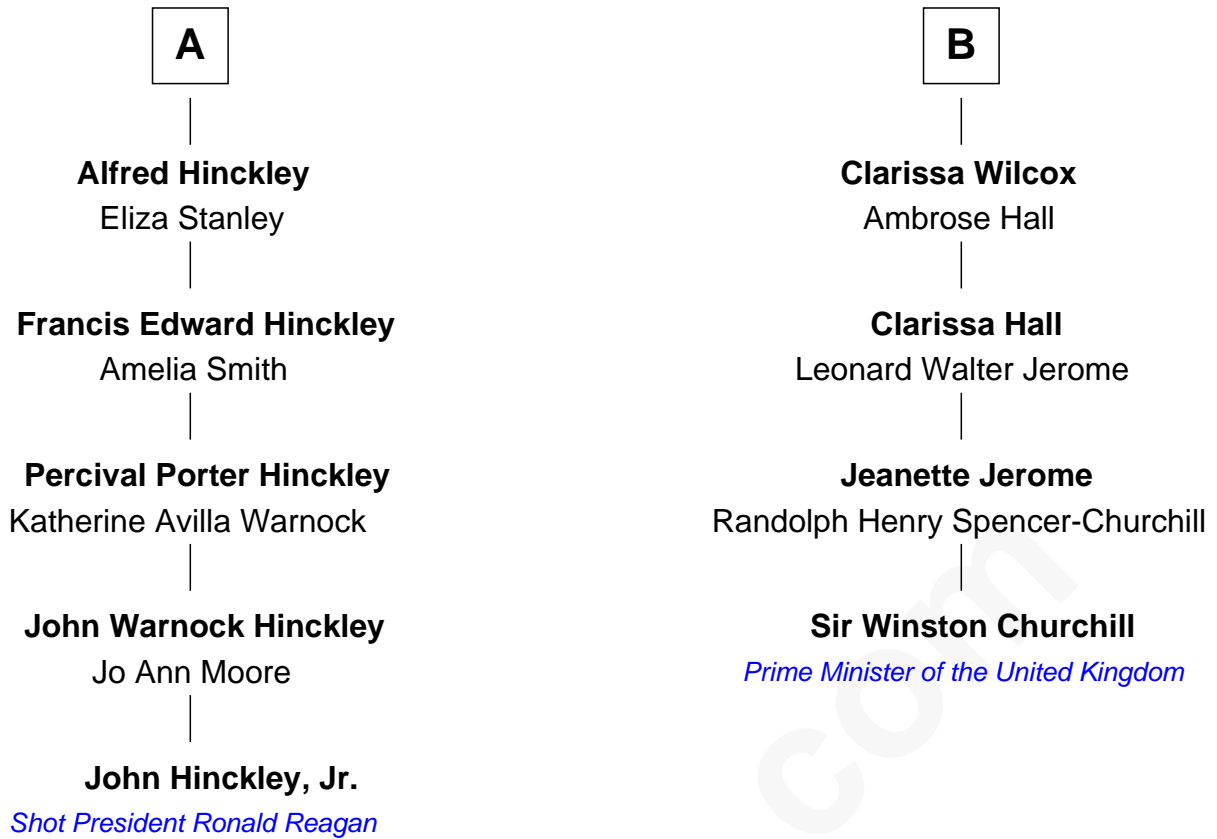 A
Alfred Hinckley
Eliza Stanley
Francis Edward Hinckley
Amelia Smith
Percival Porter Hinckley
Katherine Avilla Warnock
John Warnock Hinckley
Jo Ann Moore
John Hinckley, Jr.
Shot President Ronald Reagan
B
Clarissa Wilcox
Ambrose Hall
Clarissa Hall
Leonard Walter Jerome
Jeanette Jerome
Randolph Henry Spencer-Churchill
Sir Winston Churchill
Prime Minister of the United Kingdom
com